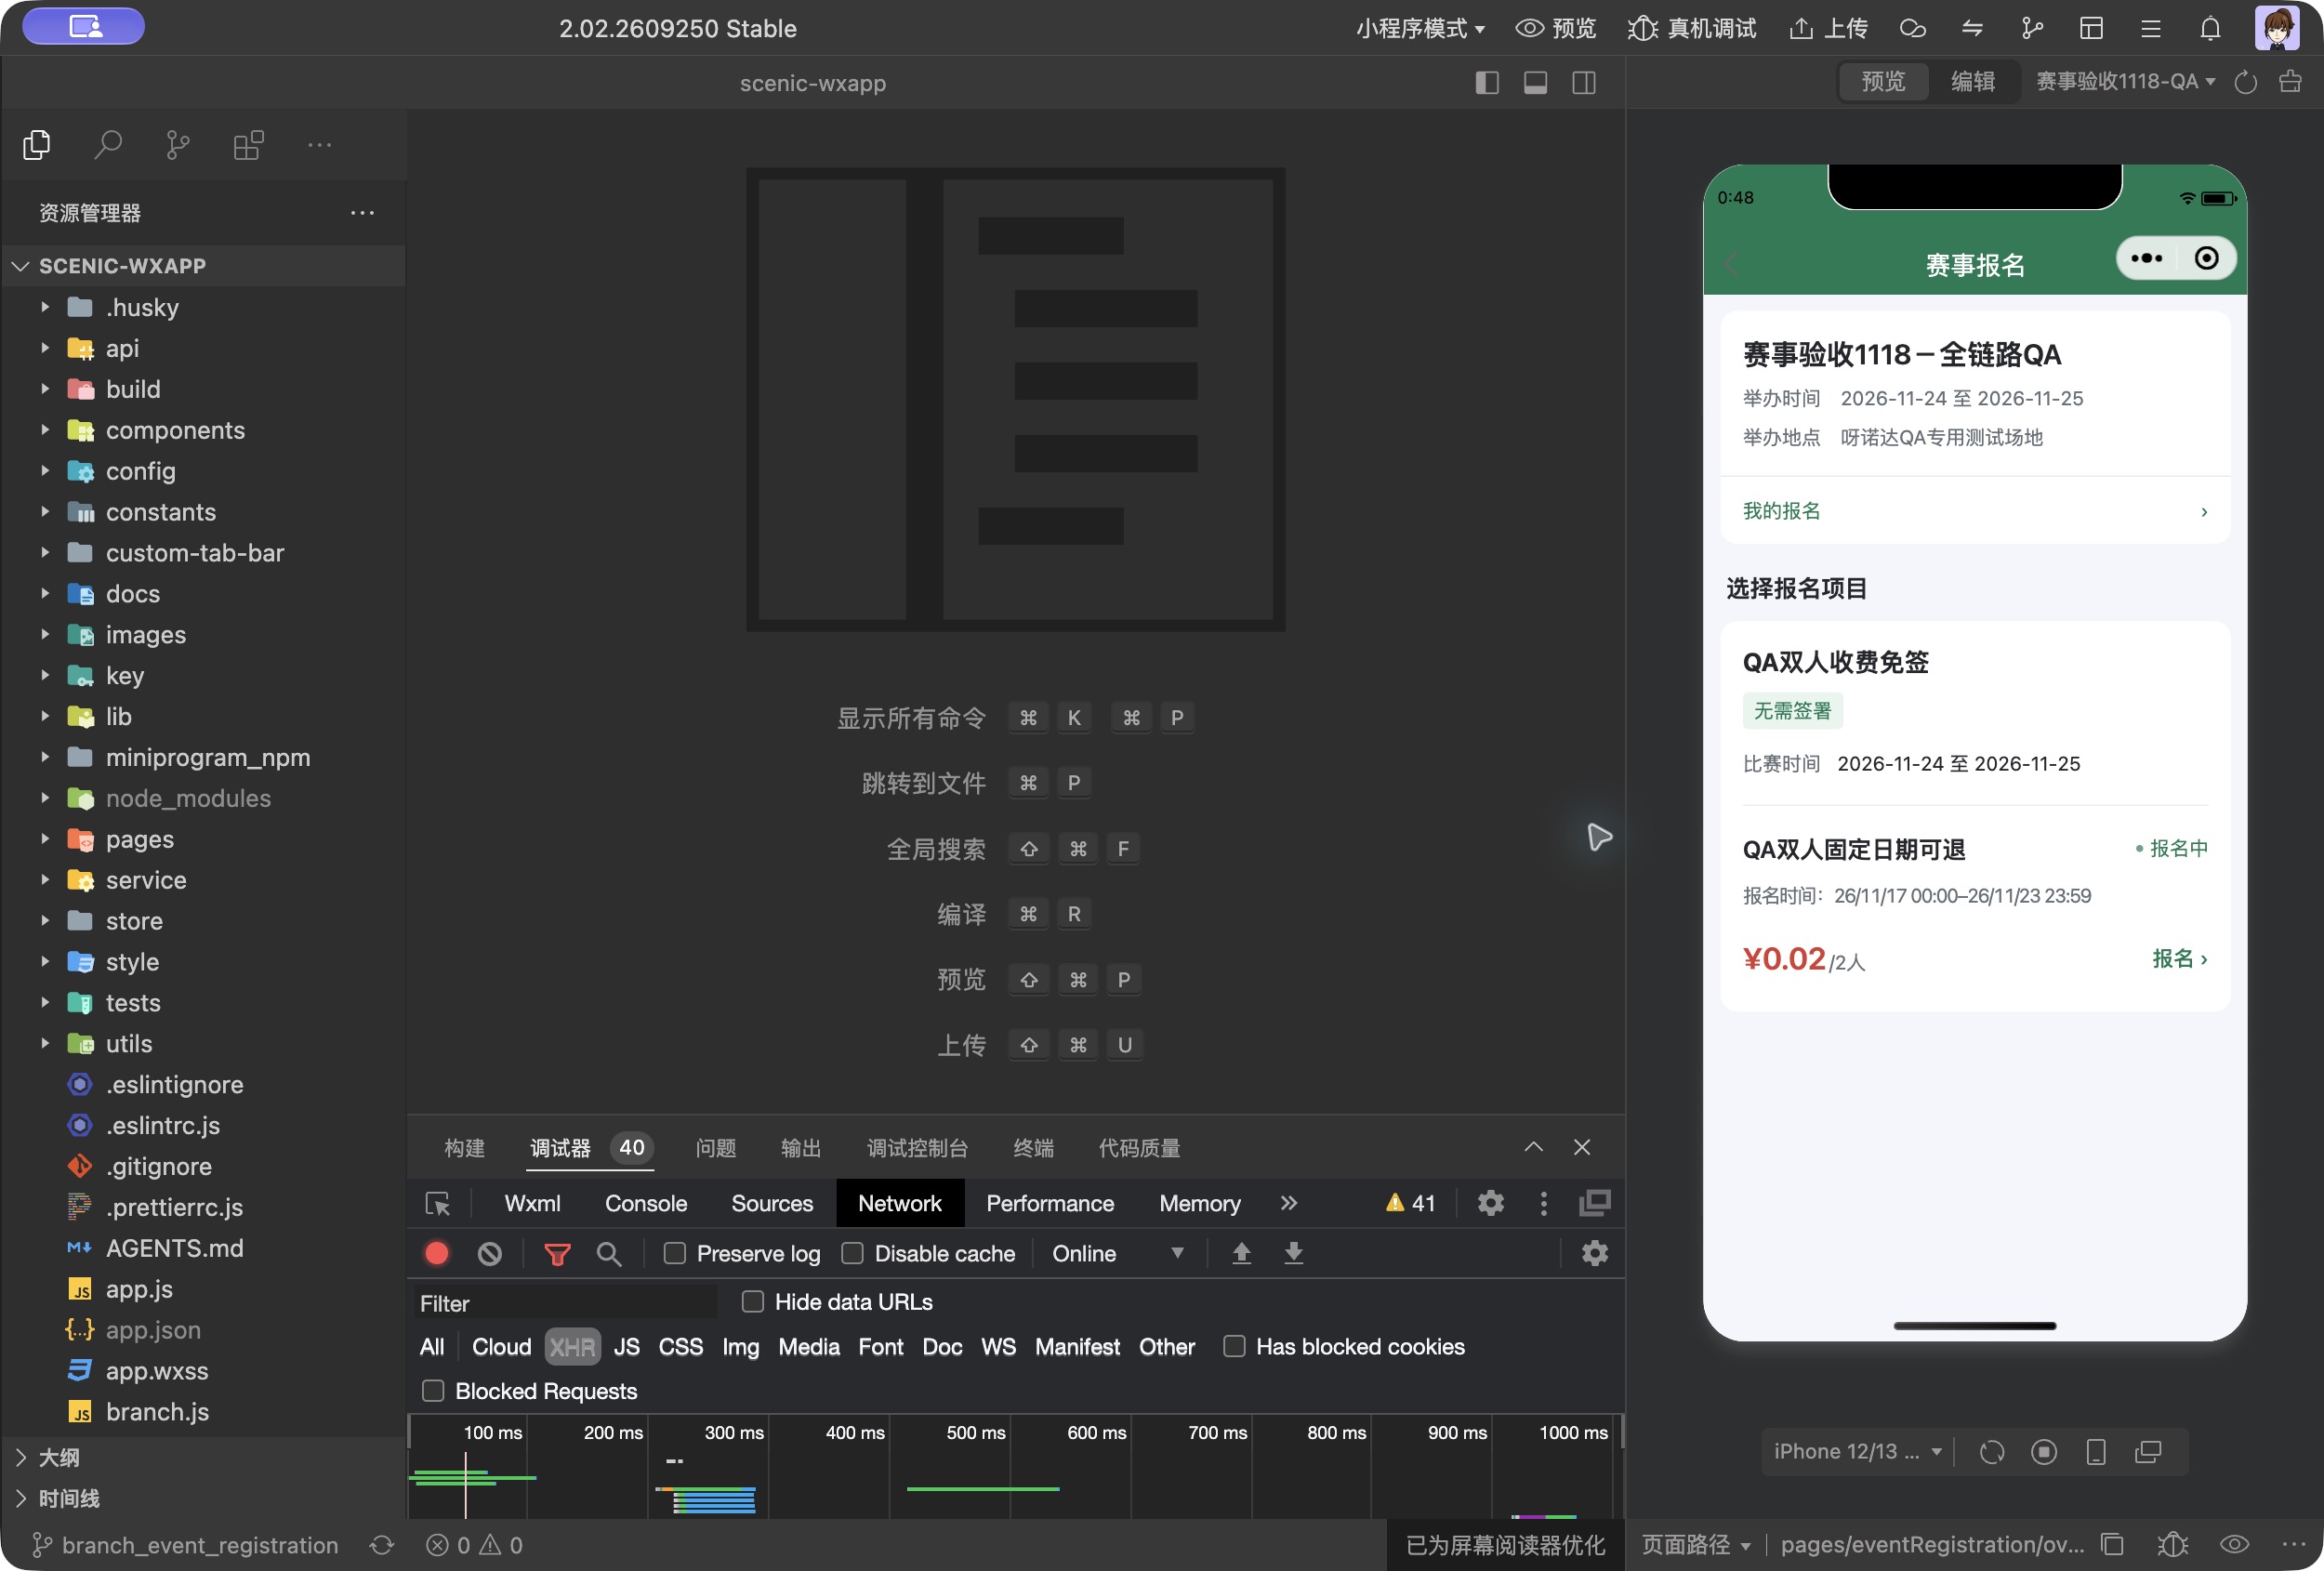 2.02.2609250 Stable
小程序模式
预览
真机调试
上传
scenic-wxapp
预览
编辑
赛事验收1118-QA
资源管理器
SCENIC-WXAPP
.husky
api
build
components
config
constants
custom-tab-bar
docs
images
key
lib
miniprogram_npm
node_modules
pages
service
store
style
tests
utils
.eslintignore
.eslintrc.js
.gitignore
.prettierrc.js
AGENTS.md
app.js
app.json
app.wxss
branch.js
大纲
时间线
branch_event_registration
0
0
显示所有命令 ⌘ K ⌘ P
跳转到文件 ⌘ P
全局搜索 ⇧ ⌘ F
编译 ⌘ R
预览 ⇧ ⌘ P
上传 ⇧ ⌘ U
构建
调试器 40
问题
输出
调试控制台
终端
代码质量
Wxml
Console
Sources
Network
Performance
Memory
41
Preserve log
Disable cache
Online
Filter
Hide data URLs
All
Cloud
XHR
JS
CSS
Img
Media
Font
Doc
WS
Manifest
Other
Has blocked cookies
Blocked Requests
100 ms
200 ms
300 ms
400 ms
500 ms
600 ms
700 ms
800 ms
900 ms
1000 ms
已为屏幕阅读器优化
0:48
赛事报名
赛事验收1118－全链路QA
举办时间 2026-11-24 至 2026-11-25
举办地点 呀诺达QA专用测试场地
我的报名 ›
选择报名项目
QA双人收费免签
无需签署
比赛时间 2026-11-24 至 2026-11-25
QA双人固定日期可退
• 报名中
报名时间：26/11/17 00:00–26/11/23 23:59
¥0.02/2人
报名 ›
iPhone 12/13 ...
页面路径
pages/eventRegistration/ov...